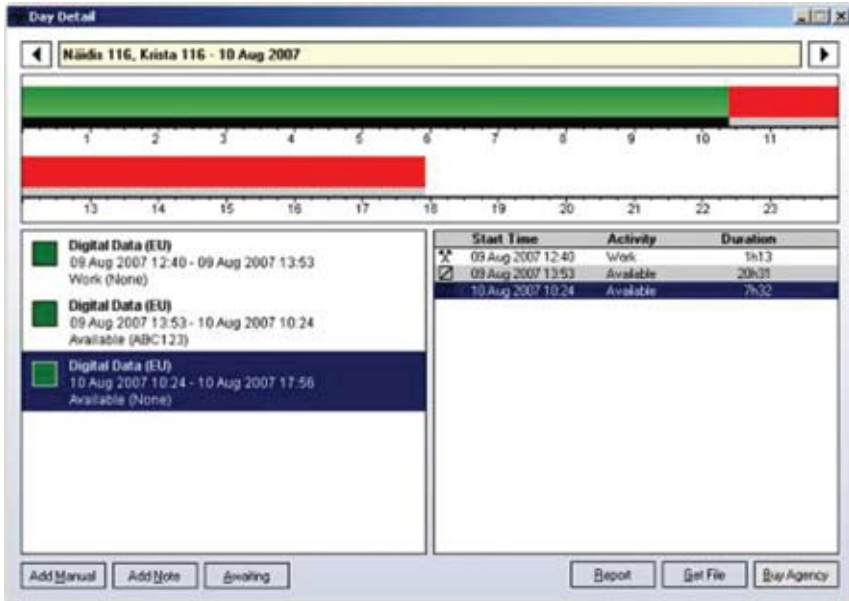 Day Detail
Näidis 116, Krista 116 - 10 Aug 2007
1 2 3 4 5 6 7 8 9 10 11
13 14 15 16 17 18 19 20 21 22 23
Digital Data (EU)
09 Aug 2007 12:40 - 09 Aug 2007 13:53
Work (None)
Digital Data (EU)
09 Aug 2007 13:53 - 10 Aug 2007 10:24
Available (ABC123)
Digital Data (EU)
10 Aug 2007 10:24 - 10 Aug 2007 17:56
Available (None)
Start Time Activity Duration
09 Aug 2007 12:40 Work 1h13
09 Aug 2007 13:53 Available 20h31
10 Aug 2007 10:24 Available 7h32
Add Manual Add Note Awaiting Report Get File Buy Agency